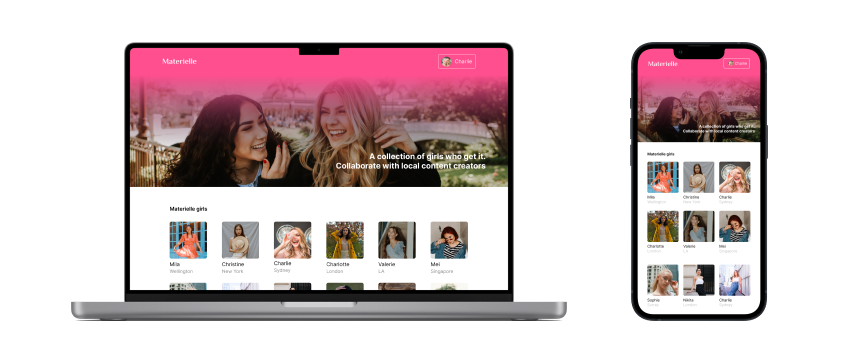 Materielle
Charlie
A collection of girls who get it.
Collaborate with local content creators
Materielle girls
Mila
Wellington
Christine
New York
Charlie
Sydney
Charlotte
London
Valerie
LA
Mei
Singapore
Materielle
Charlie
A collection of girls who get it.
Collaborate with local content creators
Materielle girls
Mila
Wellington
Christine
New York
Charlie
Sydney
Charlotte
London
Valerie
LA
Mei
Singapore
Sophie
Nikita
Charlie
Sydney